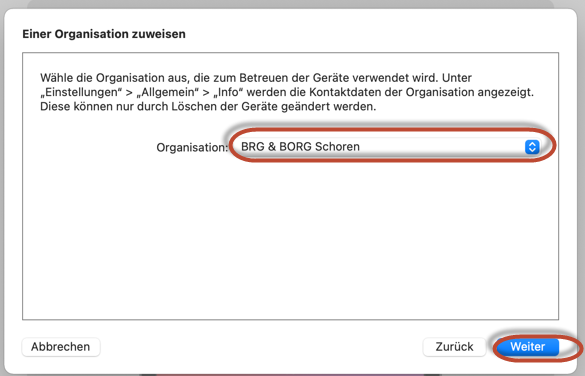 Einer Organisation zuweisen
Wähle die Organisation aus, die zum Betreuen der Geräte verwendet wird. Unter
„Einstellungen“ > „Allgemein“ > „Info“ werden die Kontaktdaten der Organisation angezeigt.
Diese können nur durch Löschen der Geräte geändert werden.
Organisation: BRG & BORG Schoren
Abbrechen Zurück Weiter